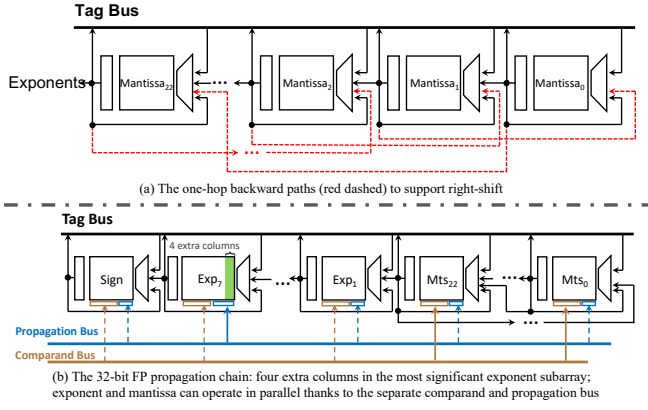 Tag Bus
Exponents
Mantissa22
...
Mantissa2
Mantissa1
Mantissa0
...
(a) The one-hop backward paths (red dashed) to support right-shift
Tag Bus
4 extra columns
Sign
Exp7
...
Exp1
Mts22
...
Mts0
...
Propagation Bus
Comparand Bus
(b) The 32-bit FP propagation chain: four extra columns in the most significant exponent subarray;
exponent and mantissa can operate in parallel thanks to the separate comparand and propagation bus